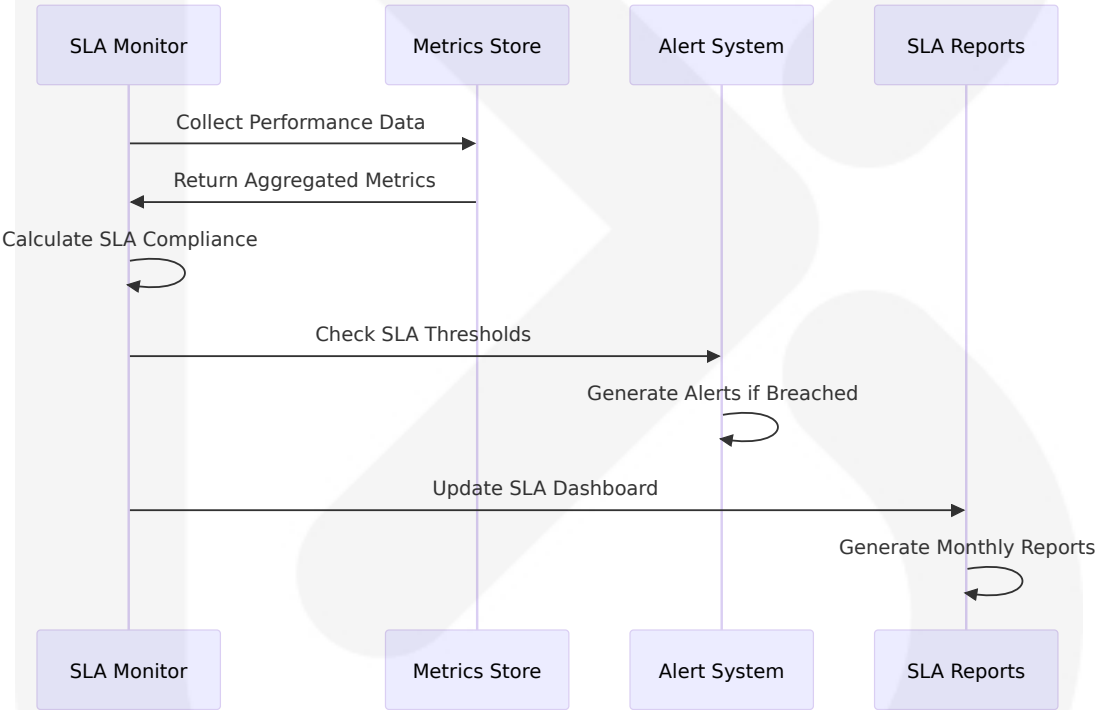 SLA Monitor
Metrics Store
Alert System
SLA Reports
Collect Performance Data
Return Aggregated Metrics
Calculate SLA Compliance
Check SLA Thresholds
Generate Alerts if Breached
Update SLA Dashboard
Generate Monthly Reports
SLA Monitor
Metrics Store
Alert System
SLA Reports